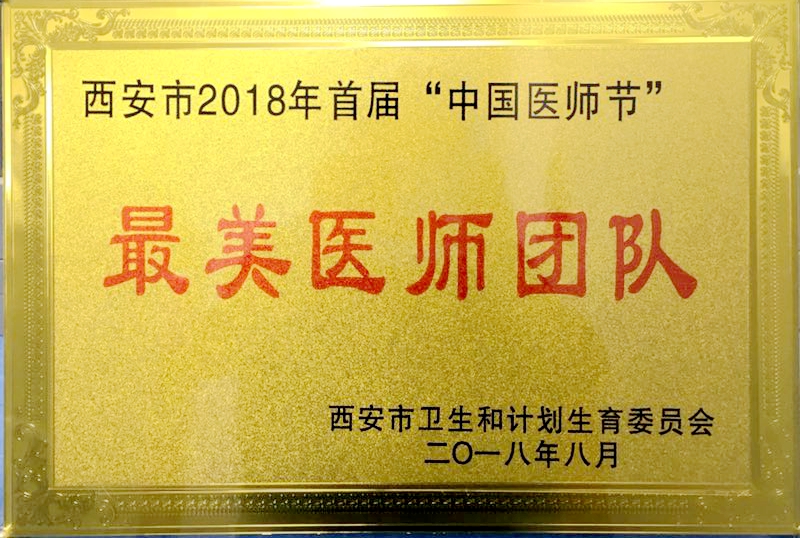 西安市2018年首届“中国医师节”
最美医师团队
西安市卫生和计划生育委员会
二〇一八年八月